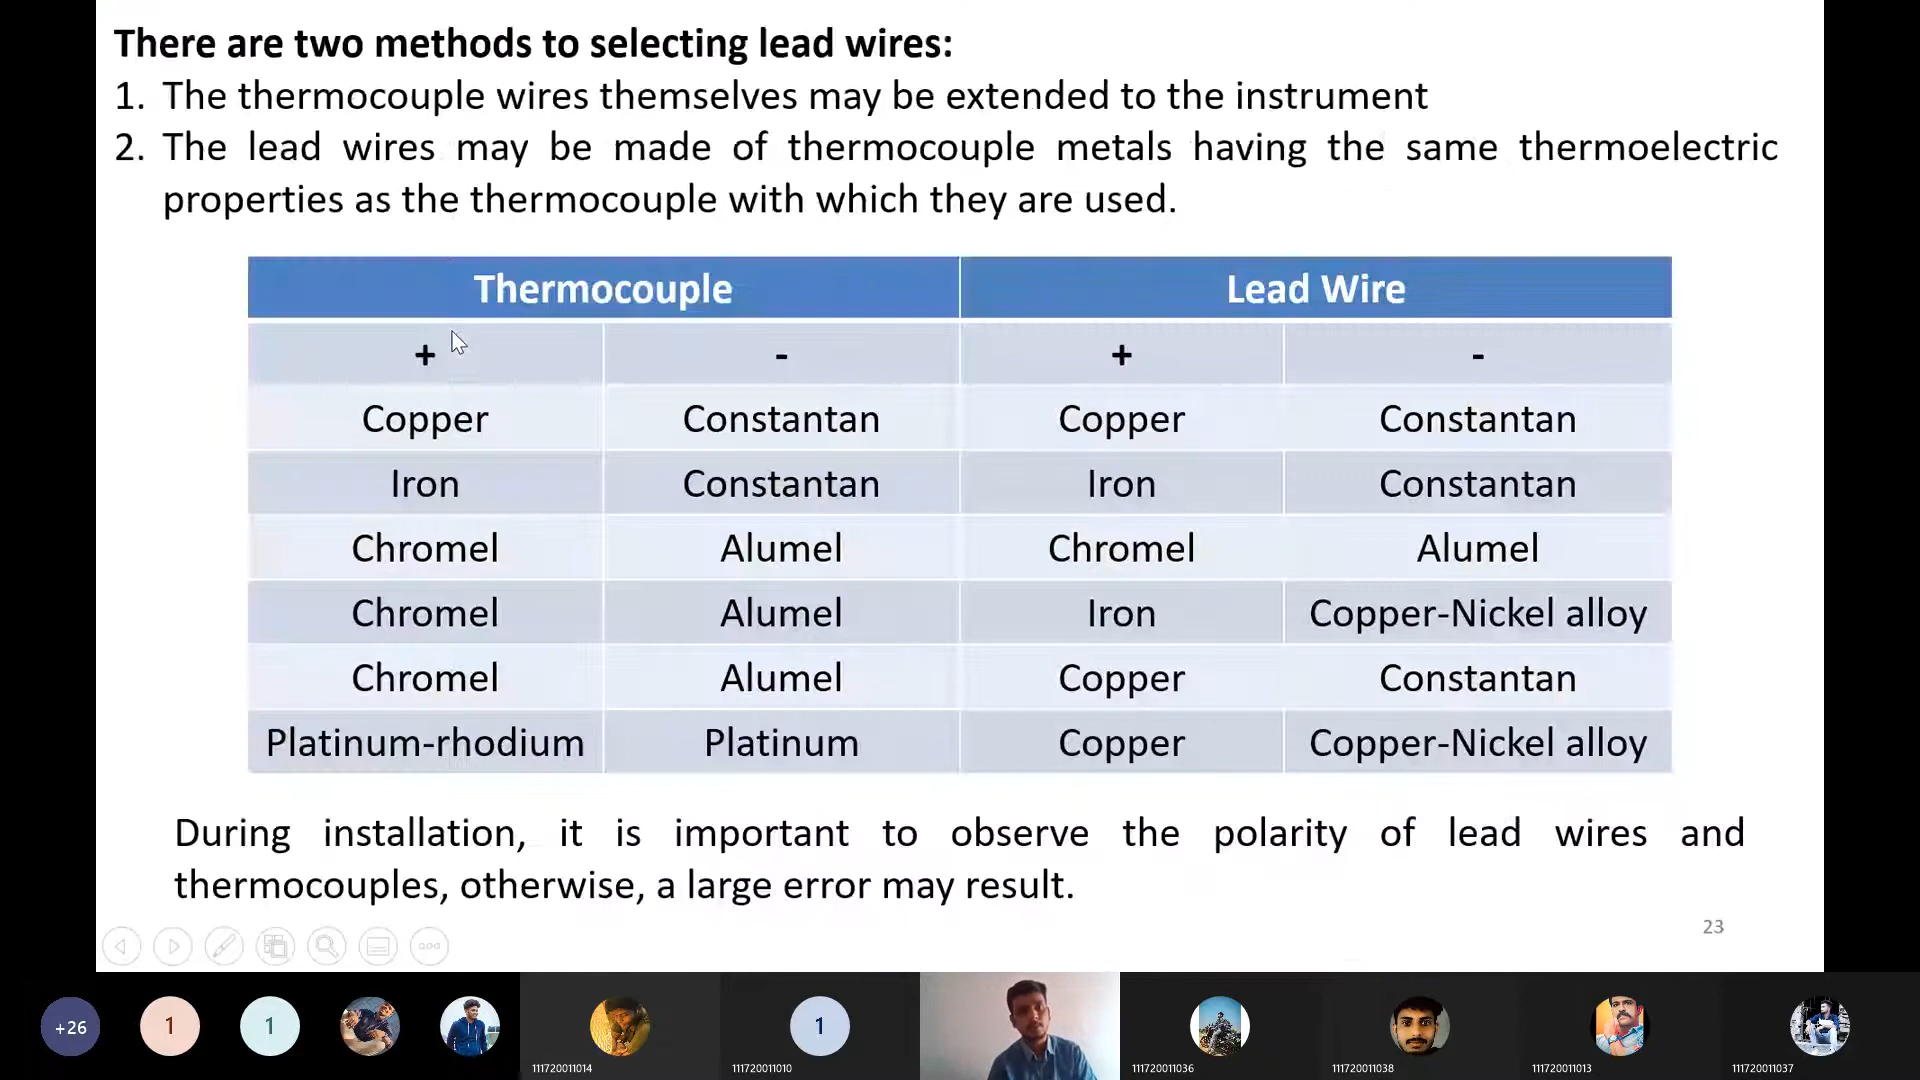 There are two methods to selecting lead wires:
1. The thermocouple wires themselves may be extended to the instrument
2. The lead wires may be made of thermocouple metals having the same thermoelectric
properties as the thermocouple with which they are used.
Thermocouple Lead Wire
+ - + -
Copper Constantan Copper Constantan
Iron Constantan Iron Constantan
Chromel Alumel Chromel Alumel
Chromel Alumel Iron Copper-Nickel alloy
Chromel Alumel Copper Constantan
Platinum-rhodium Platinum Copper Copper-Nickel alloy
During installation, it is important to observe the polarity of lead wires and
thermocouples, otherwise, a large error may result.
23
+26 1 1 1
111720011014 111720011010 111720011036 111720011038 111720011013 111720011037